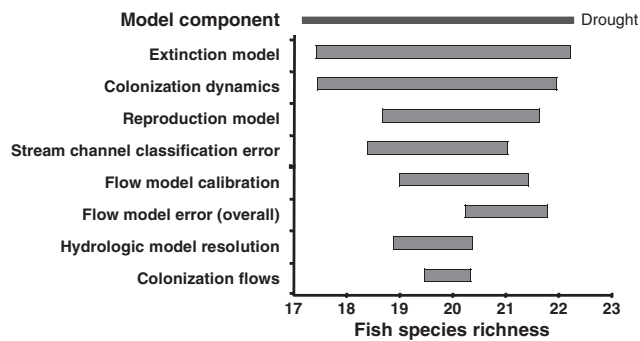 Model component
Drought
Extinction model
Colonization dynamics
Reproduction model
Stream channel classification error
Flow model calibration
Flow model error (overall)
Hydrologic model resolution
Colonization flows
17 18 19 20 21 22 23
Fish species richness